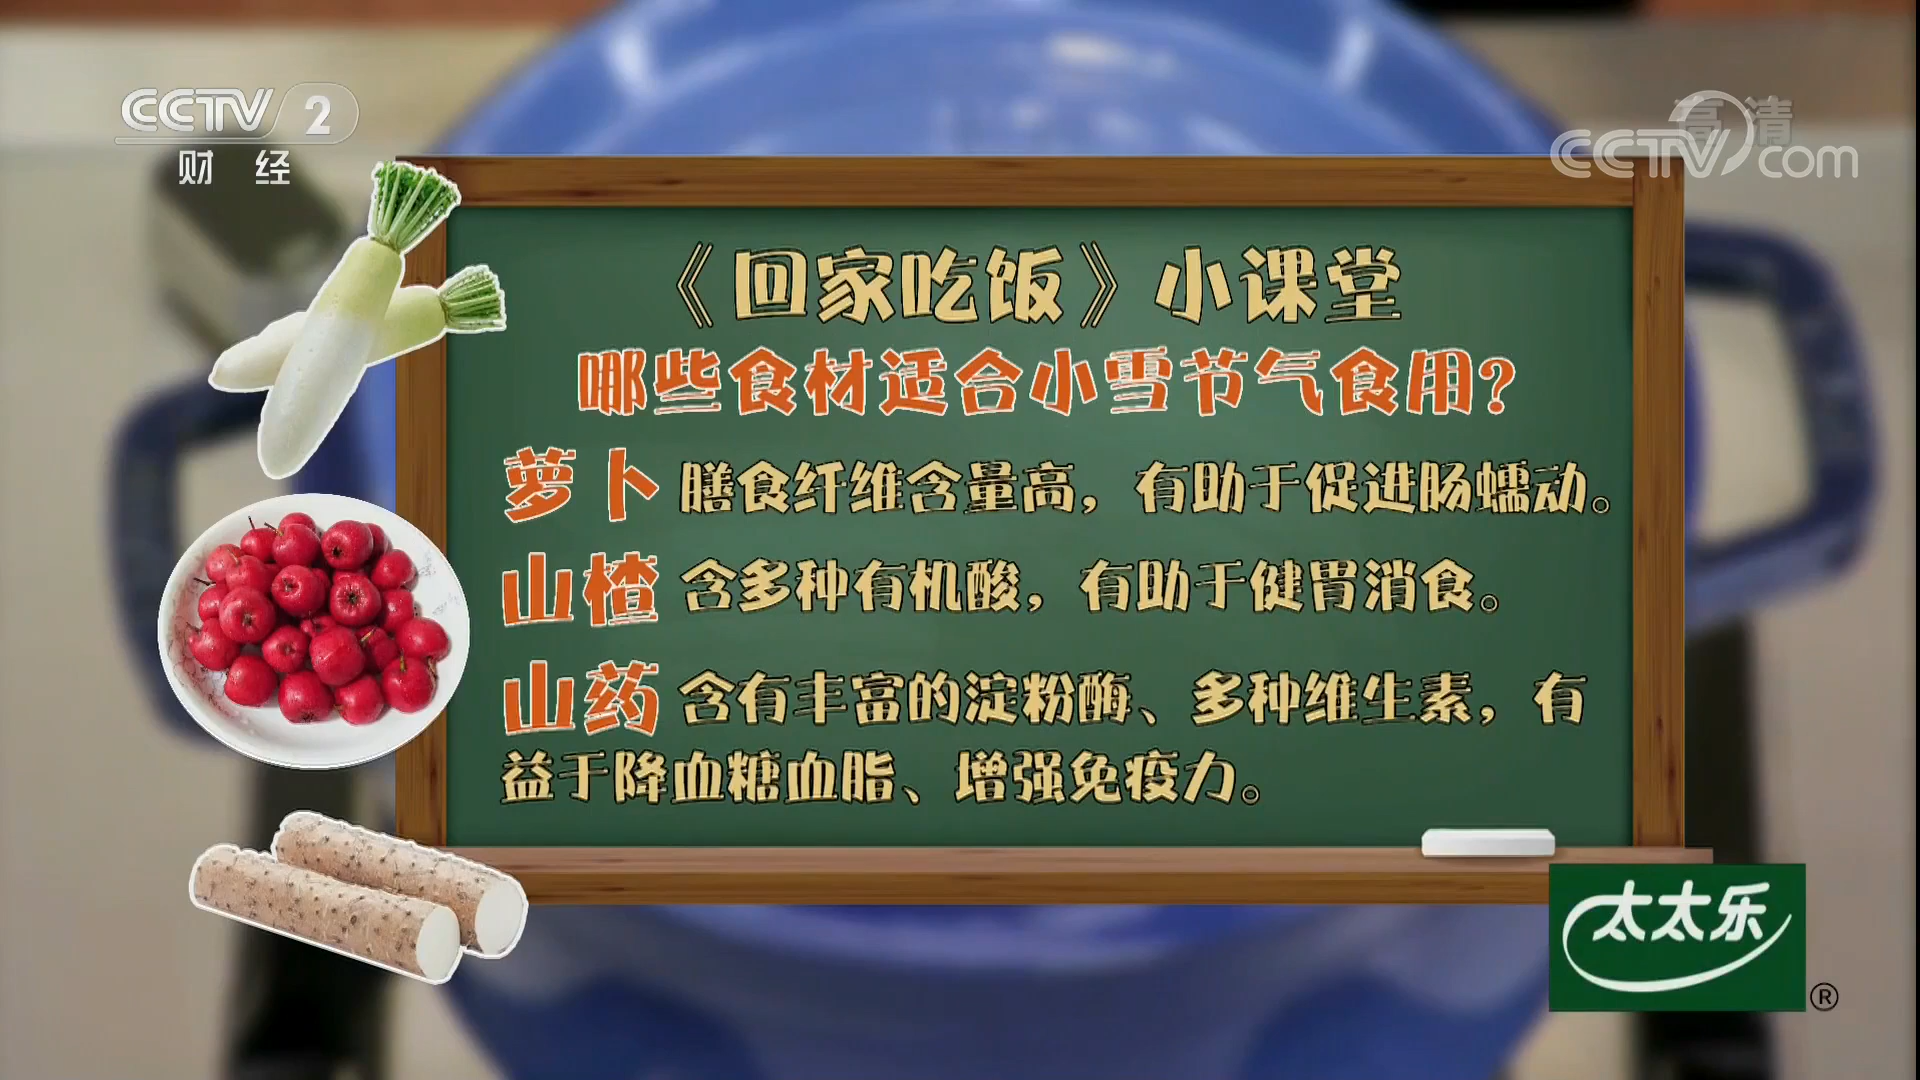 CCTV 2
财 经
高清
CCTV.com
《回家吃饭》小课堂
哪些食材适合小雪节气食用?
萝卜 膳食纤维含量高，有助于促进肠蠕动。
山楂 含多种有机酸，有助于健胃消食。
山药 含有丰富的淀粉酶、多种维生素，有
益于降血糖血脂、增强免疫力。
太太乐
®